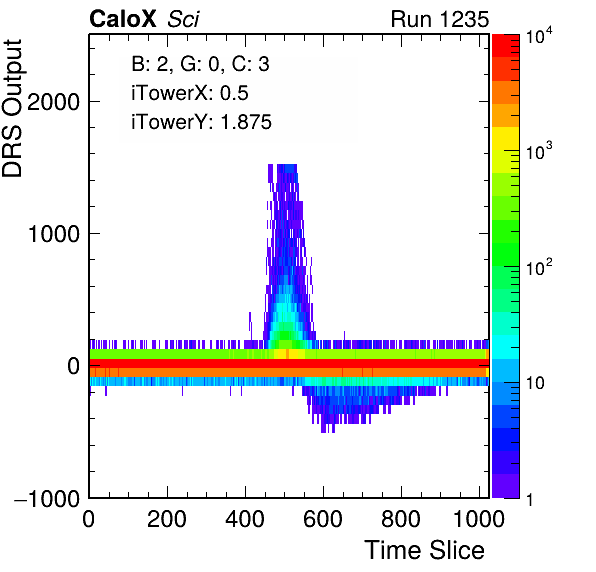 CaloX Sci Run 1235
B: 2, G: 0, C: 3
iTowerX: 0.5
iTowerY: 1.875
DRS Output
2000
1000
0
−1000
0 200 400 600 800 1000
Time Slice
10^4
10^3
10^2
10
1